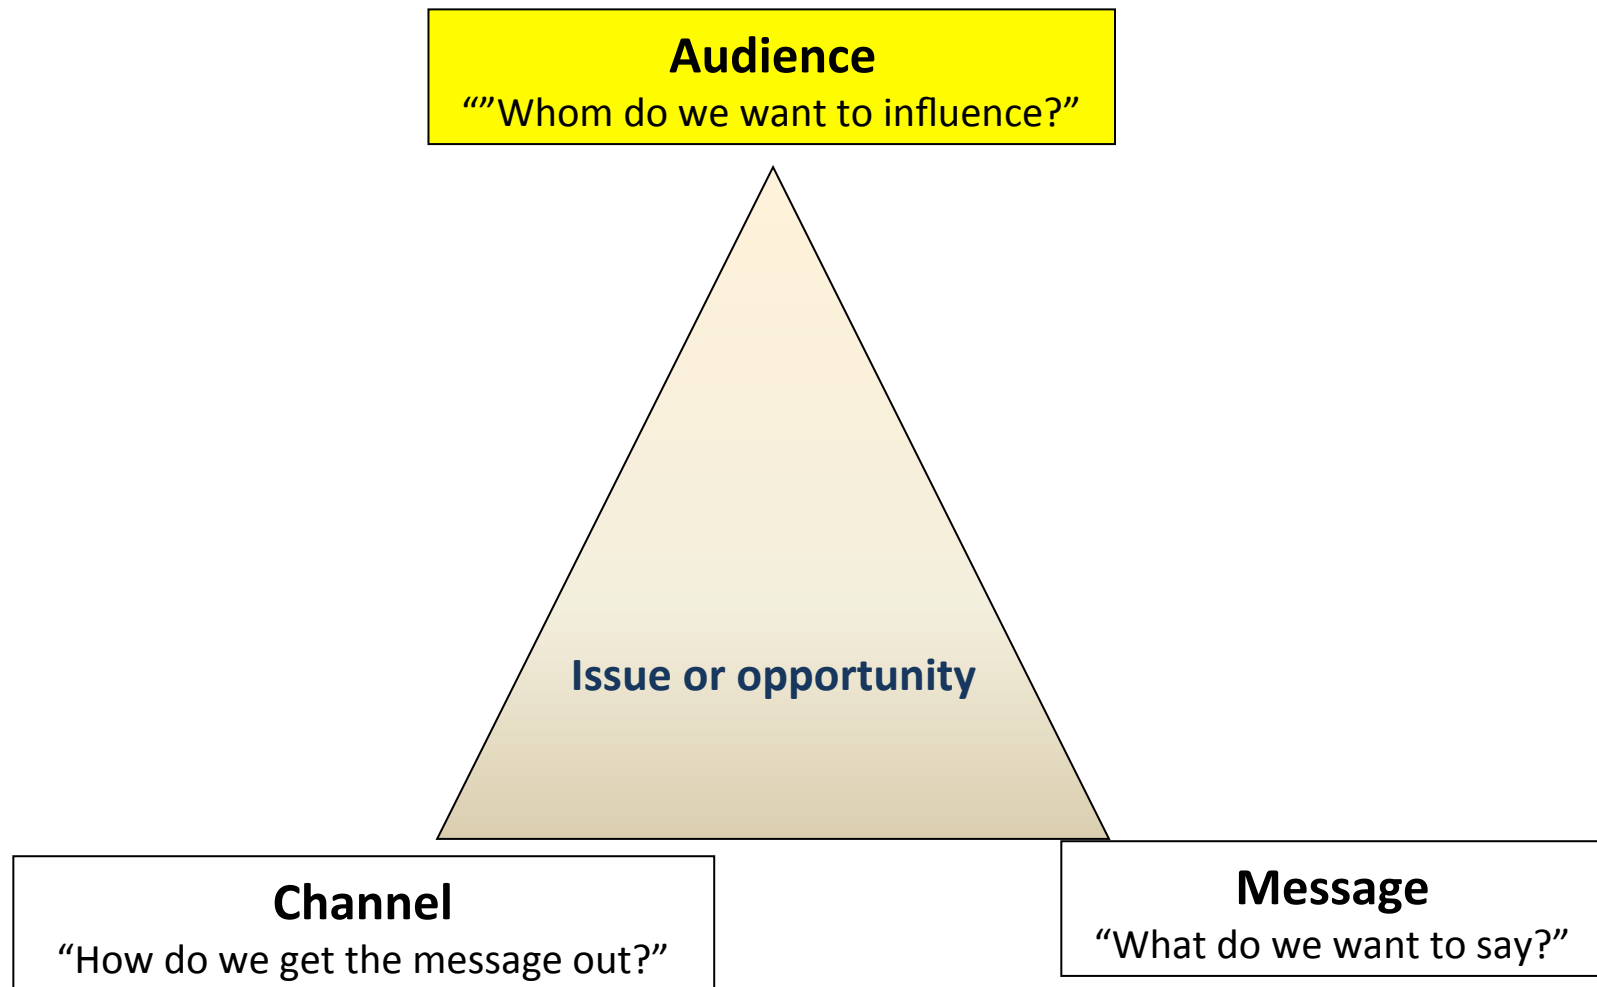 Audience
“”Whom do we want to influence?”
Issue or opportunity
Channel
“How do we get the message out?”
Message
“What do we want to say?”